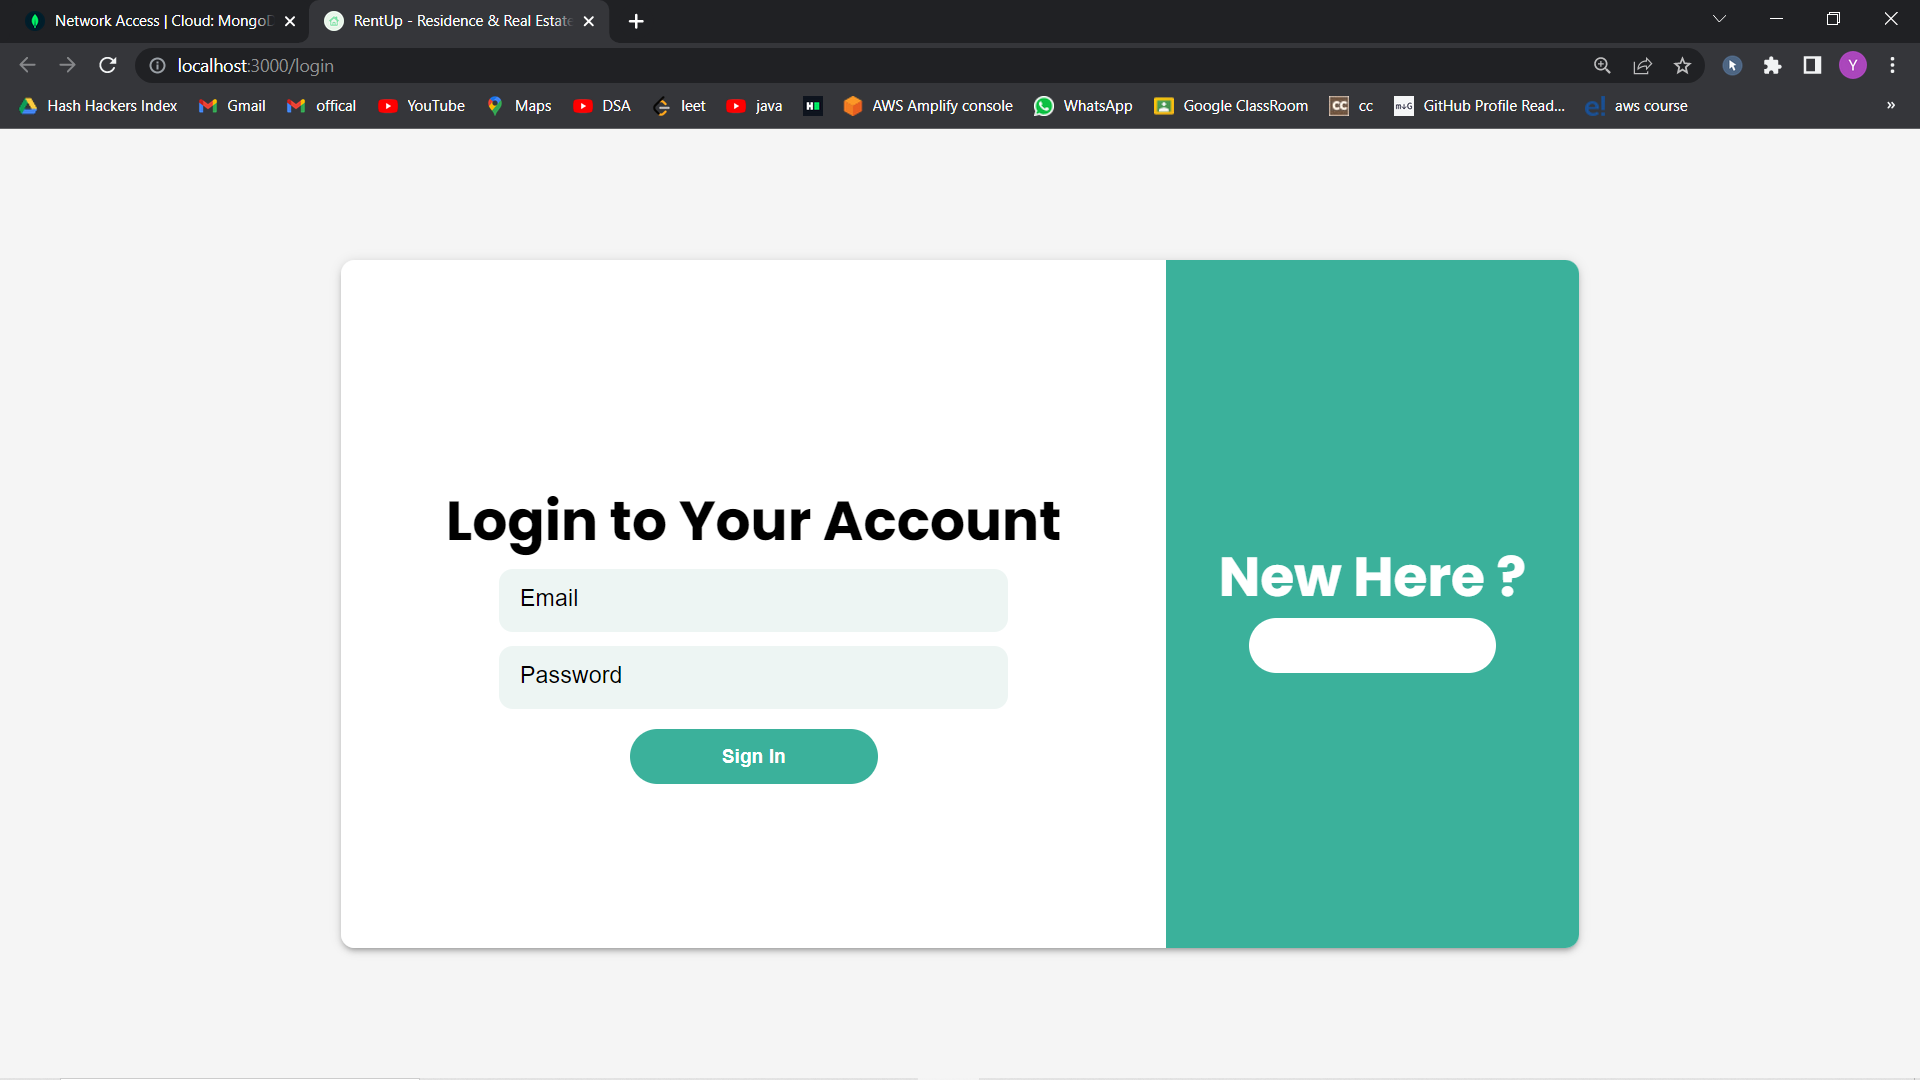 Network Access | Cloud: MongoD
RentUp - Residence & Real Estate
localhost:3000/login
Y
Hash Hackers Index
Gmail
offical
YouTube
Maps
DSA
leet
java
AWS Amplify console
WhatsApp
Google ClassRoom
CC
cc
GitHub Profile Read...
e!
aws course
»
Login to Your Account
Email
Password
Sign In
New Here ?